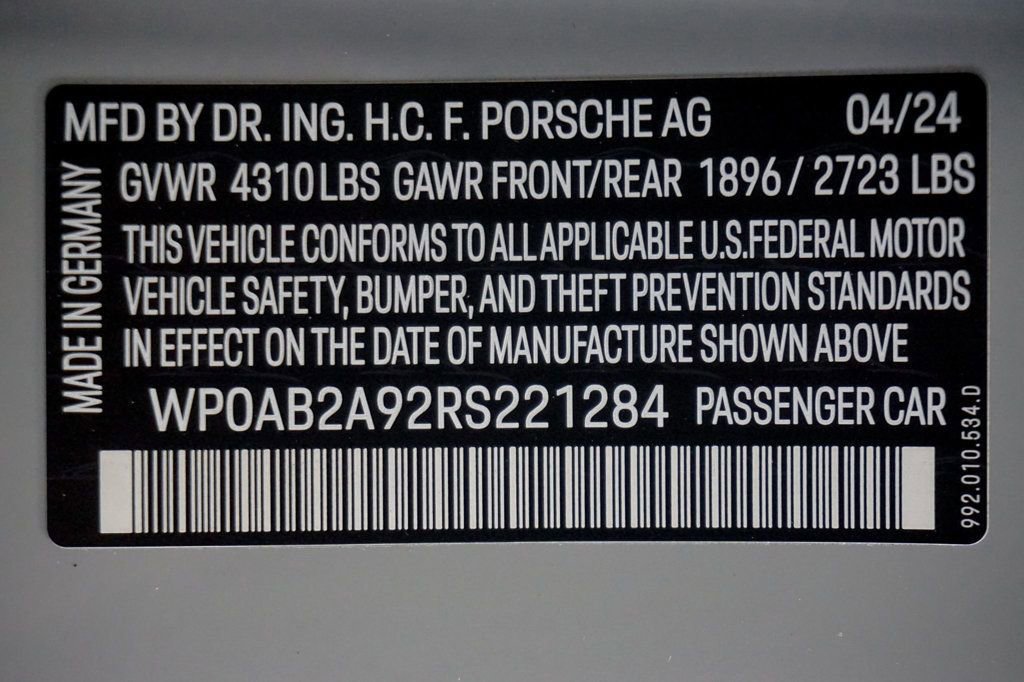 MFD BY DR. ING. H.C. F. PORSCHE AG 04/24
MADE IN GERMANY
GVWR 4310 LBS GAWR FRONT/REAR 1896 / 2723 LBS
THIS VEHICLE CONFORMS TO ALL APPLICABLE U.S.FEDERAL MOTOR
VEHICLE SAFETY, BUMPER, AND THEFT PREVENTION STANDARDS
IN EFFECT ON THE DATE OF MANUFACTURE SHOWN ABOVE
WP0AB2A92RS221284 PASSENGER CAR
992.010.534.D